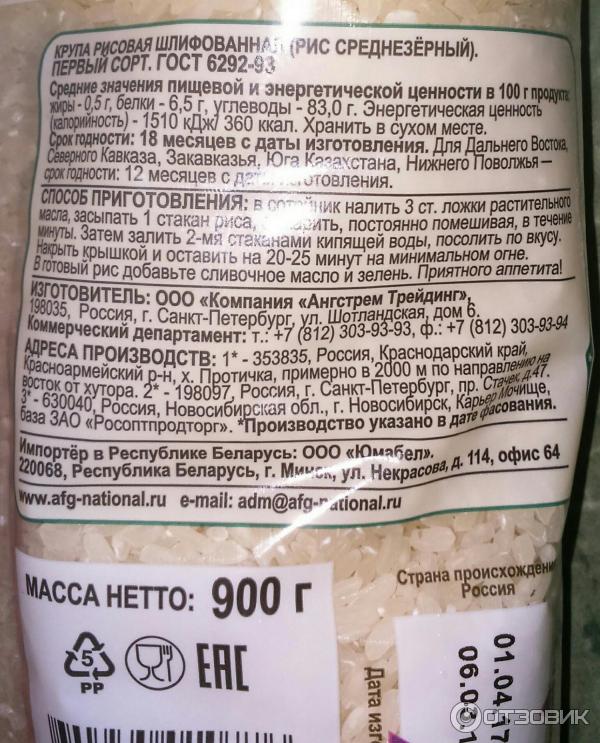 КРУПА РИСОВАЯ ШЛИФОВАННАЯ (РИС СРЕДНЕЗЁРНЫЙ).
ПЕРВЫЙ СОРТ. ГОСТ 6292-93
Средние значения пищевой и энергетической ценности в 100 г продукта:
жиры - 0,5 г, белки - 6,5 г, углеводы - 83,0 г. Энергетическая ценность
(калорийность) - 1510 кДж/ 360 ккал. Хранить в сухом месте.
Срок годности: 18 месяцев с даты изготовления. Для Дальнего Востока,
Северного Кавказа, Закавказья, Юга Казахстана, Нижнего Поволжья —
срок годности: 12 месяцев с даты изготовления.
СПОСОБ ПРИГОТОВЛЕНИЯ: в сотейник налить 3 ст. ложки растительного
масла, засыпать 1 стакан риса, постоянно помешивая, в течение
минуты. Затем залить 2-мя стаканами кипящей воды, посолить по вкусу.
Накрыть крышкой и оставить на 20-25 минут на минимальном огне.
В готовый рис добавьте сливочное масло и зелень. Приятного аппетита!
ИЗГОТОВИТЕЛЬ: ООО «Компания «Ангстрем Трейдинг»,
198035, Россия, г. Санкт-Петербург, ул. Шотландская, дом 6.
Коммерческий департамент: т.: +7 (812) 303-93-93, ф.: +7 (812) 303-93-94
АДРЕСА ПРОИЗВОДСТВ: 1* - 353835, Россия, Краснодарский край,
Красноармейский р-н, х. Протичка, примерно в 2000 м по направлению на
восток от хутора. 2* - 198097, Россия, г. Санкт-Петербург, пр. Стачек, д.47.
3* - 630040, Россия, Новосибирская обл., г. Новосибирск, Карьер Мочище,
база ЗАО «Росоптпродторг». *Производство указано в дате фасования.
Импортёр в Республике Беларусь: ООО «Юмабел».
220068, Республика Беларусь, г. Минск, ул. Некрасова, д. 114, офис 64
www.afg-national.ru e-mail: adm@afg-national.ru
МАССА НЕТТО: 900 г
Страна происхождения
Россия
5
PP
EAC
Дата изг
01.04
06.03
ОТЗОВИК